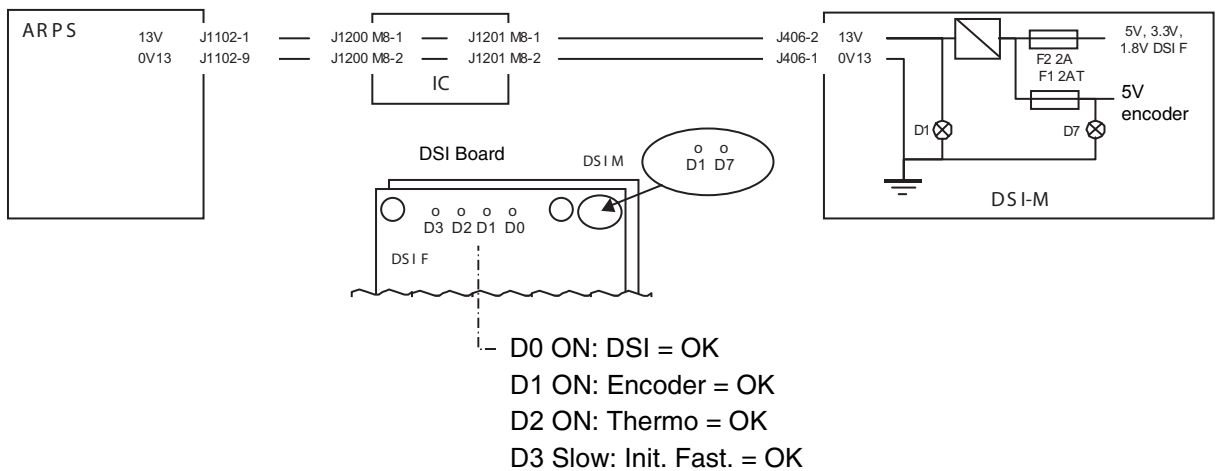 ARPS
13V J1102-1 J1200 M8-1 J1201 M8-1 J406-2 13V
0V13 J1102-9 J1200 M8-2 J1201 M8-2 J406-1 0V13
IC
5V, 3.3V,
1.8V DSI F
F2 2A
F1 2AT
5V
encoder
D1 D7
DSI-M
DSI Board
DSI M
D1 D7
D3 D2 D1 D0
DSI F
D0 ON: DSI = OK
D1 ON: Encoder = OK
D2 ON: Thermo = OK
D3 Slow: Init. Fast. = OK